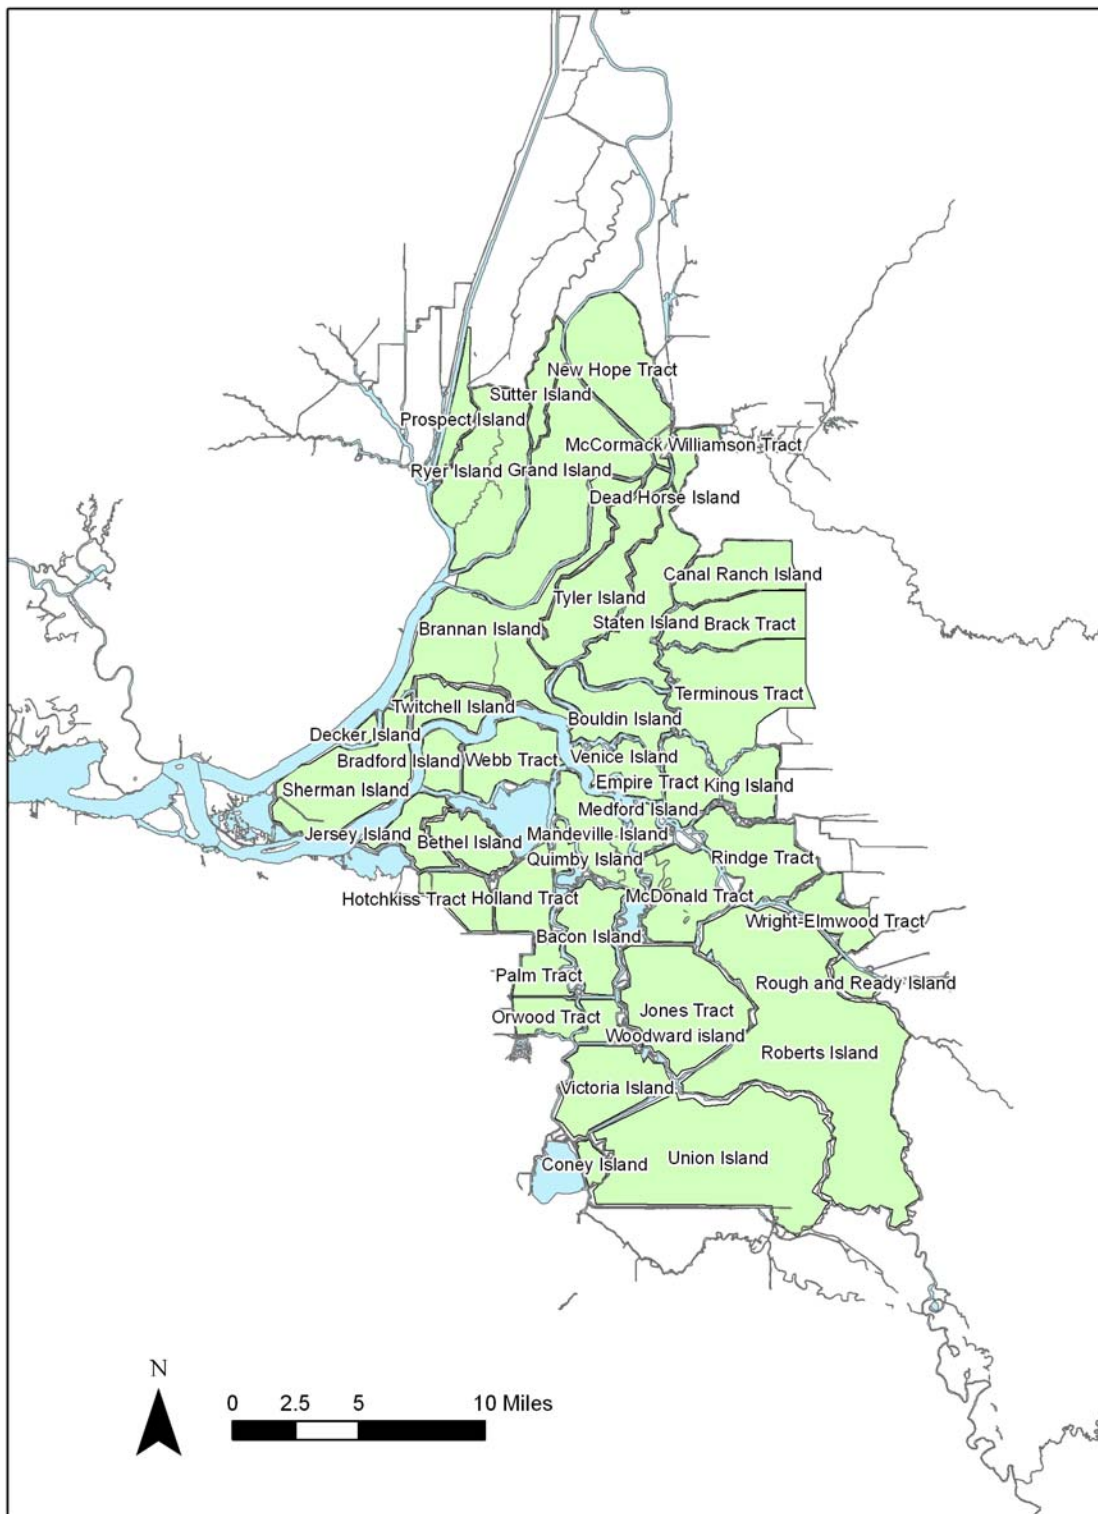 New Hope Tract
Sutter Island
Prospect Island
McCormack Williamson Tract
Ryer Island
Grand Island
Dead Horse Island
Canal Ranch Island
Tyler Island
Staten Island
Brack Tract
Brannan Island
Terminous Tract
Twitchell Island
Bouldin Island
Decker Island
Bradford Island
Webb Tract
Venice Island
Sherman Island
Empire Tract
King Island
Medford Island
Jersey Island
Bethel Island
Mandeville Island
Quimby Island
Rindge Tract
Hotchkiss Tract
Holland Tract
McDonald Tract
Wright-Elmwood Tract
Bacon Island
Palm Tract
Rough and Ready Island
Orwood Tract
Jones Tract
Woodward island
Roberts Island
Victoria Island
Coney Island
Union Island
N
0 2.5 5 10 Miles